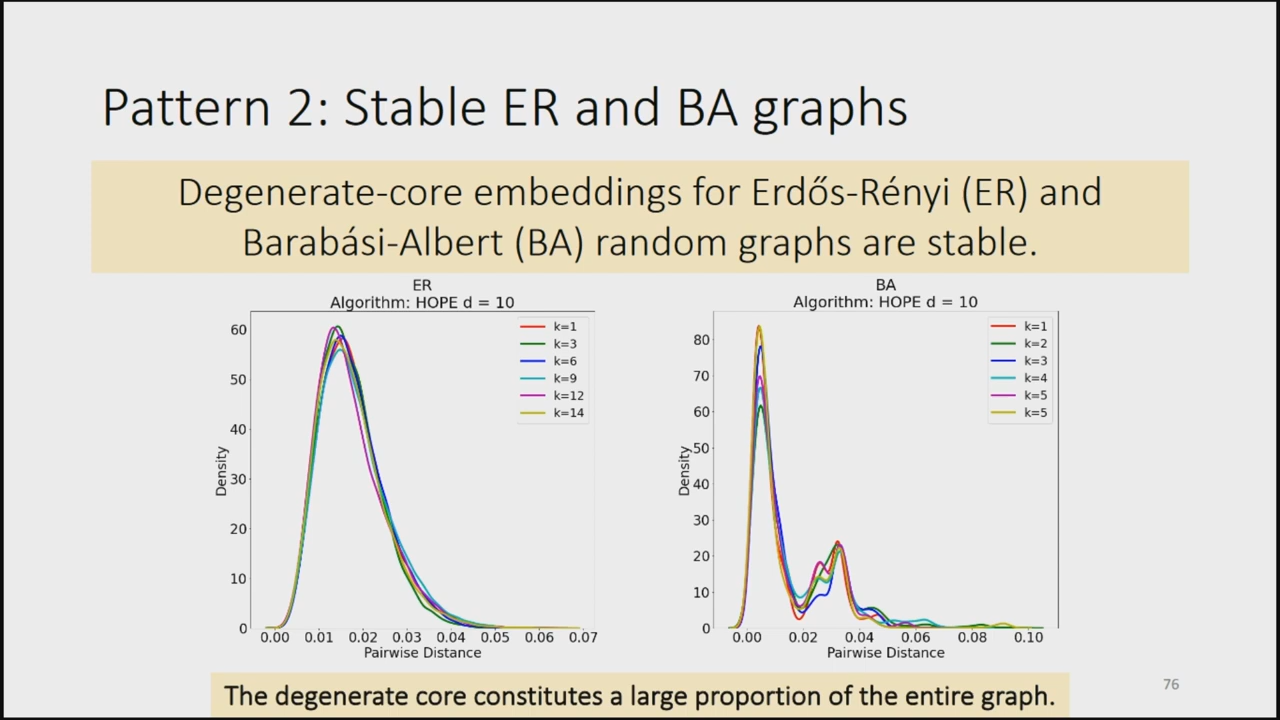 Pattern 2: Stable ER and BA graphs
Degenerate-core embeddings for Erdős-Rényi (ER) and
Barabási-Albert (BA) random graphs are stable.
ER
Algorithm: HOPE d = 10
60
50
40
30
20
10
0
Density
0.00 0.01 0.02 0.03 0.04 0.05 0.06 0.07
Pairwise Distance
k=1
k=3
k=6
k=9
k=12
k=14
BA
Algorithm: HOPE d = 10
80
70
60
50
40
30
20
10
0
Density
0.00 0.02 0.04 0.06 0.08 0.10
Pairwise Distance
k=1
k=2
k=3
k=4
k=5
k=5
The degenerate core constitutes a large proportion of the entire graph.
76